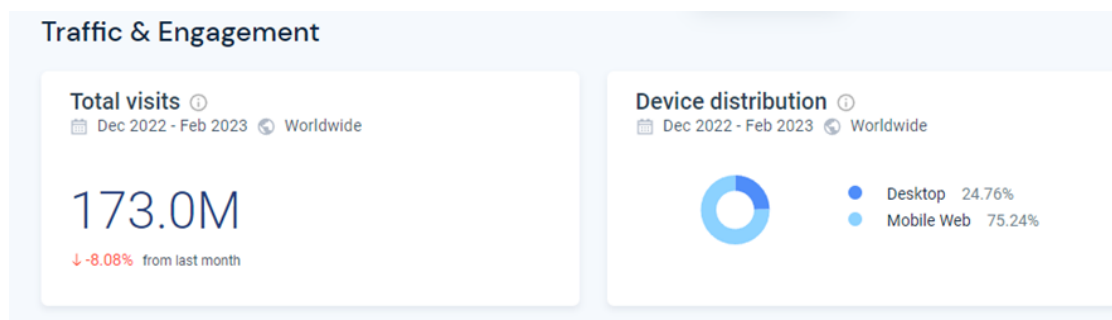 Traffic & Engagement
Total visits
Dec 2022 - Feb 2023 Worldwide
173.0M
↓ -8.08% from last month
Device distribution
Dec 2022 - Feb 2023 Worldwide
Desktop 24.76%
Mobile Web 75.24%